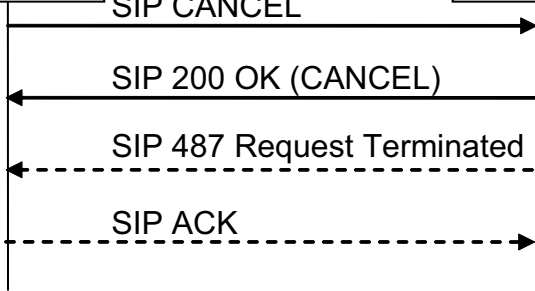 SIP CANCEL
SIP 200 OK (CANCEL)
SIP 487 Request Terminated
SIP ACK